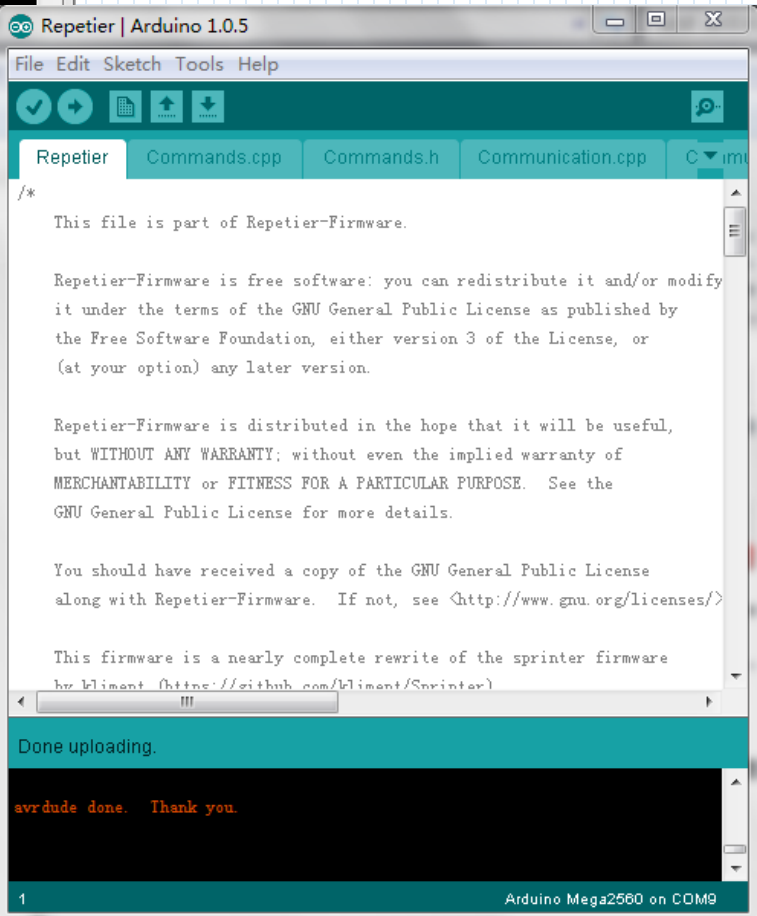 Repetier | Arduino 1.0.5
File Edit Sketch Tools Help
Repetier Commands.cpp Commands.h Communication.cpp
/*
This file is part of Repetier-Firmware.
Repetier-Firmware is free software: you can redistribute it and/or modify
it under the terms of the GNU General Public License as published by
the Free Software Foundation, either version 3 of the License, or
(at your option) any later version.
Repetier-Firmware is distributed in the hope that it will be useful,
but WITHOUT ANY WARRANTY; without even the implied warranty of
MERCHANTABILITY or FITNESS FOR A PARTICULAR PURPOSE.  See the
GNU General Public License for more details.
You should have received a copy of the GNU General Public License
along with Repetier-Firmware.  If not, see <http://www.gnu.org/licenses/>
This firmware is a nearly complete rewrite of the sprinter firmware
by kliment (https://github.com/kliment/Sprinter)
Done uploading.
avrdude done.  Thank you.
1 Arduino Mega2560 on COM9